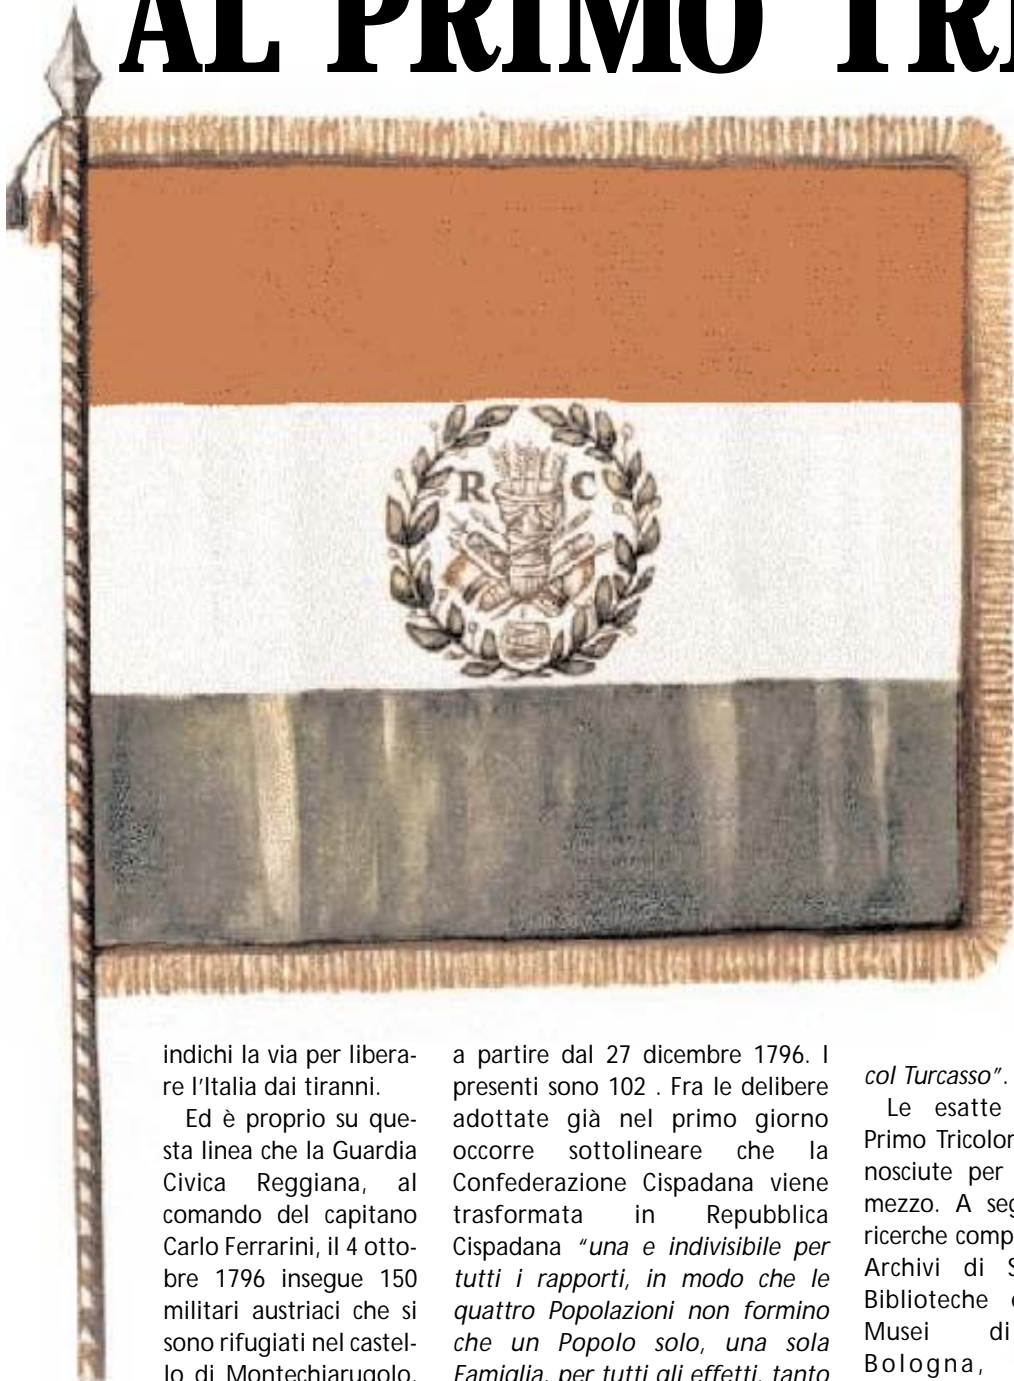 AL PRIMO
R C
indichi la via per libera-
re l'Italia dai tiranni.
Ed è proprio su que-
sta linea che la Guardia
Civica Reggiana, al
comando del capitano
Carlo Ferrarini, il 4 otto-
bre 1796 insegue 150
militari austriaci che si
sono rifugiati nel castel-
lo di Montechiarugolo,
a partire dal 27 dicembre 1796. I
presenti sono 102 . Fra le delibere
adottate già nel primo giorno
occorre sottolineare che la
Confederazione Cispadana viene
trasformata in Repubblica
Cispadana "una e indivisibile per
tutti i rapporti, in modo che le
quattro Popolazioni non formino
che un Popolo solo, una sola
Famiglia, per tutti gli effetti, tanto
col Turcasso".
Le esatte
Primo
nosciute per
mezzo. A
ricerche
Archivi di
Biblioteche
Musei di
Bologna,